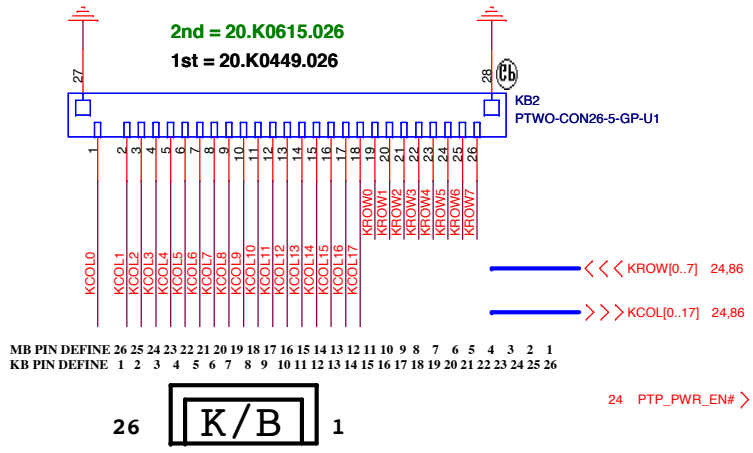 2nd = 20.K0615.026
1st = 20.K0449.026
27
28
KB2
PTWO-CON26-5-GP-U1
1 2 3 4 5 6 7 8 9 10 11 12 13 14 15 16 17 18 19 20 21 22 23 24 25 26
KROW0 KROW1 KROW2 KROW3 KROW4 KROW5 KROW6 KROW7
KCOL0 KCOL1 KCOL2 KCOL3 KCOL4 KCOL5 KCOL6 KCOL7 KCOL8 KCOL9 KCOL10 KCOL11 KCOL12 KCOL13 KCOL14 KCOL15 KCOL16 KCOL17
KROW[0..7] 24,86
KCOL[0..17] 24,86
MB PIN DEFINE 26 25 24 23 22 21 20 19 18 17 16 15 14 13 12 11 10 9 8 7 6 5 4 3 2 1
KB PIN DEFINE 1 2 3 4 5 6 7 8 9 10 11 12 13 14 15 16 17 18 19 20 21 22 23 24 25 26
24 PTP_PWR_EN#
26 K/B 1